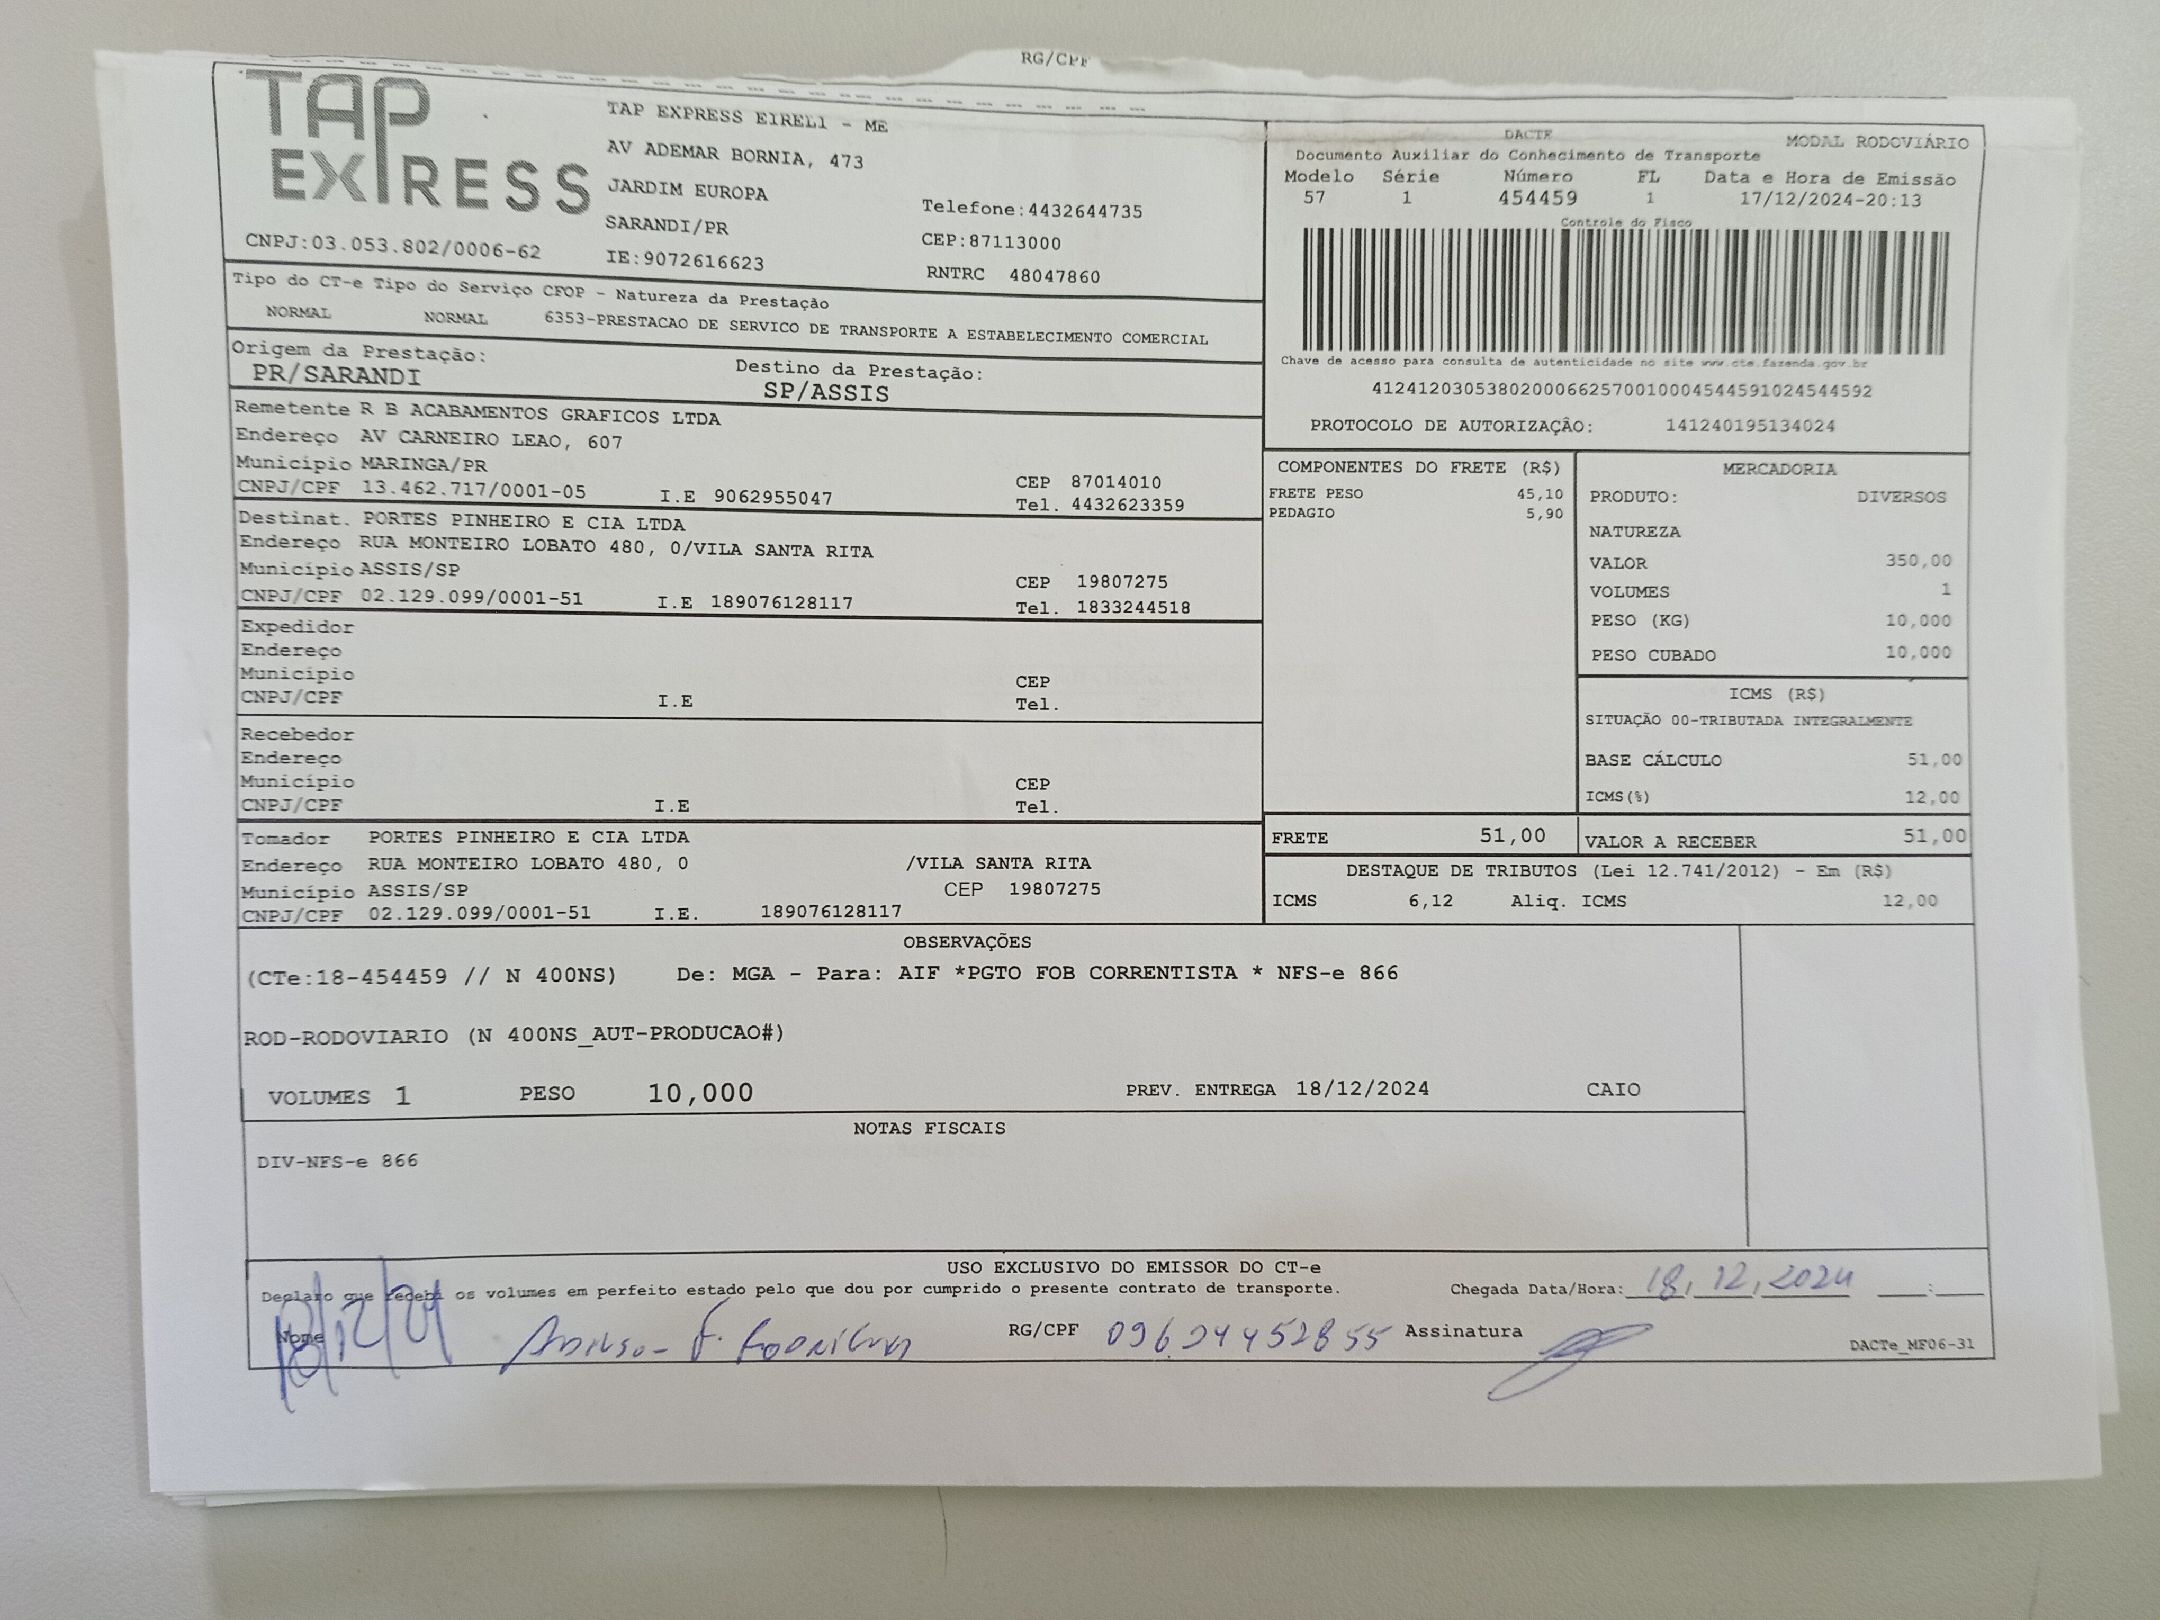 RG/CPF
TAP
EXPRESS
TAP EXPRESS EIRELI - ME
AV ADEMAR BORNIA, 473
JARDIM EUROPA
SARANDI/PR
IE:9072616623
Telefone:4432644735
CEP:87113000
RNTRC 48047860
CNPJ:03.053.802/0006-62
DACTE
MODAL RODOVIÁRIO
Documento Auxiliar do Conhecimento de Transporte
Modelo Série Número FL Data e Hora de Emissão
57 1 454459 1 17/12/2024-20:13
Controle do Fisco
Chave de acesso para consulta de autenticidade no site www.cte.fazenda.gov.br
41241203053802000662570010004544591024544592
PROTOCOLO DE AUTORIZAÇÃO: 141240195134024
Tipo do CT-e Tipo do Serviço CFOP - Natureza da Prestação
NORMAL NORMAL 6353-PRESTACAO DE SERVICO DE TRANSPORTE A ESTABELECIMENTO COMERCIAL
Origem da Prestação: Destino da Prestação:
PR/SARANDI SP/ASSIS
Remetente R B ACABAMENTOS GRAFICOS LTDA
Endereço AV CARNEIRO LEAO, 607
Município MARINGA/PR CEP 87014010
CNPJ/CPF 13.462.717/0001-05 I.E 9062955047 Tel. 4432623359
Destinat. PORTES PINHEIRO E CIA LTDA
Endereço RUA MONTEIRO LOBATO 480, 0/VILA SANTA RITA
Município ASSIS/SP CEP 19807275
CNPJ/CPF 02.129.099/0001-51 I.E 189076128117 Tel. 1833244518
Expedidor
Endereço
Município CEP
CNPJ/CPF I.E Tel.
Recebedor
Endereço
Município CEP
CNPJ/CPF I.E Tel.
Tomador PORTES PINHEIRO E CIA LTDA
Endereço RUA MONTEIRO LOBATO 480, 0 /VILA SANTA RITA
Município ASSIS/SP CEP 19807275
CNPJ/CPF 02.129.099/0001-51 I.E. 189076128117
COMPONENTES DO FRETE (R$)
FRETE PESO 45,10
PEDAGIO 5,90
MERCADORIA
PRODUTO: DIVERSOS
NATUREZA
VALOR 350,00
VOLUMES 1
PESO (KG) 10,000
PESO CUBADO 10,000
ICMS (R$)
SITUAÇÃO 00-TRIBUTADA INTEGRALMENTE
BASE CÁLCULO 51,00
ICMS(%) 12,00
FRETE 51,00 VALOR A RECEBER 51,00
DESTAQUE DE TRIBUTOS (Lei 12.741/2012) - Em (R$)
ICMS 6,12 Aliq. ICMS 12,00
OBSERVAÇÕES
(CTe:18-454459 // N 400NS) De: MGA - Para: AIF *PGTO FOB CORRENTISTA * NFS-e 866
ROD-RODOVIARIO (N 400NS_AUT-PRODUCAO#)
VOLUMES 1 PESO 10,000 PREV. ENTREGA 18/12/2024 CAIO
NOTAS FISCAIS
DIV-NFS-e 866
USO EXCLUSIVO DO EMISSOR DO CT-e
Declaro que recebi os volumes em perfeito estado pelo que dou por cumprido o presente contrato de transporte. Chegada Data/Hora: 18, 12, 2024 :
18/12/24
Nome F. RG/CPF 09624452855 Assinatura
DACTe_MF06-31